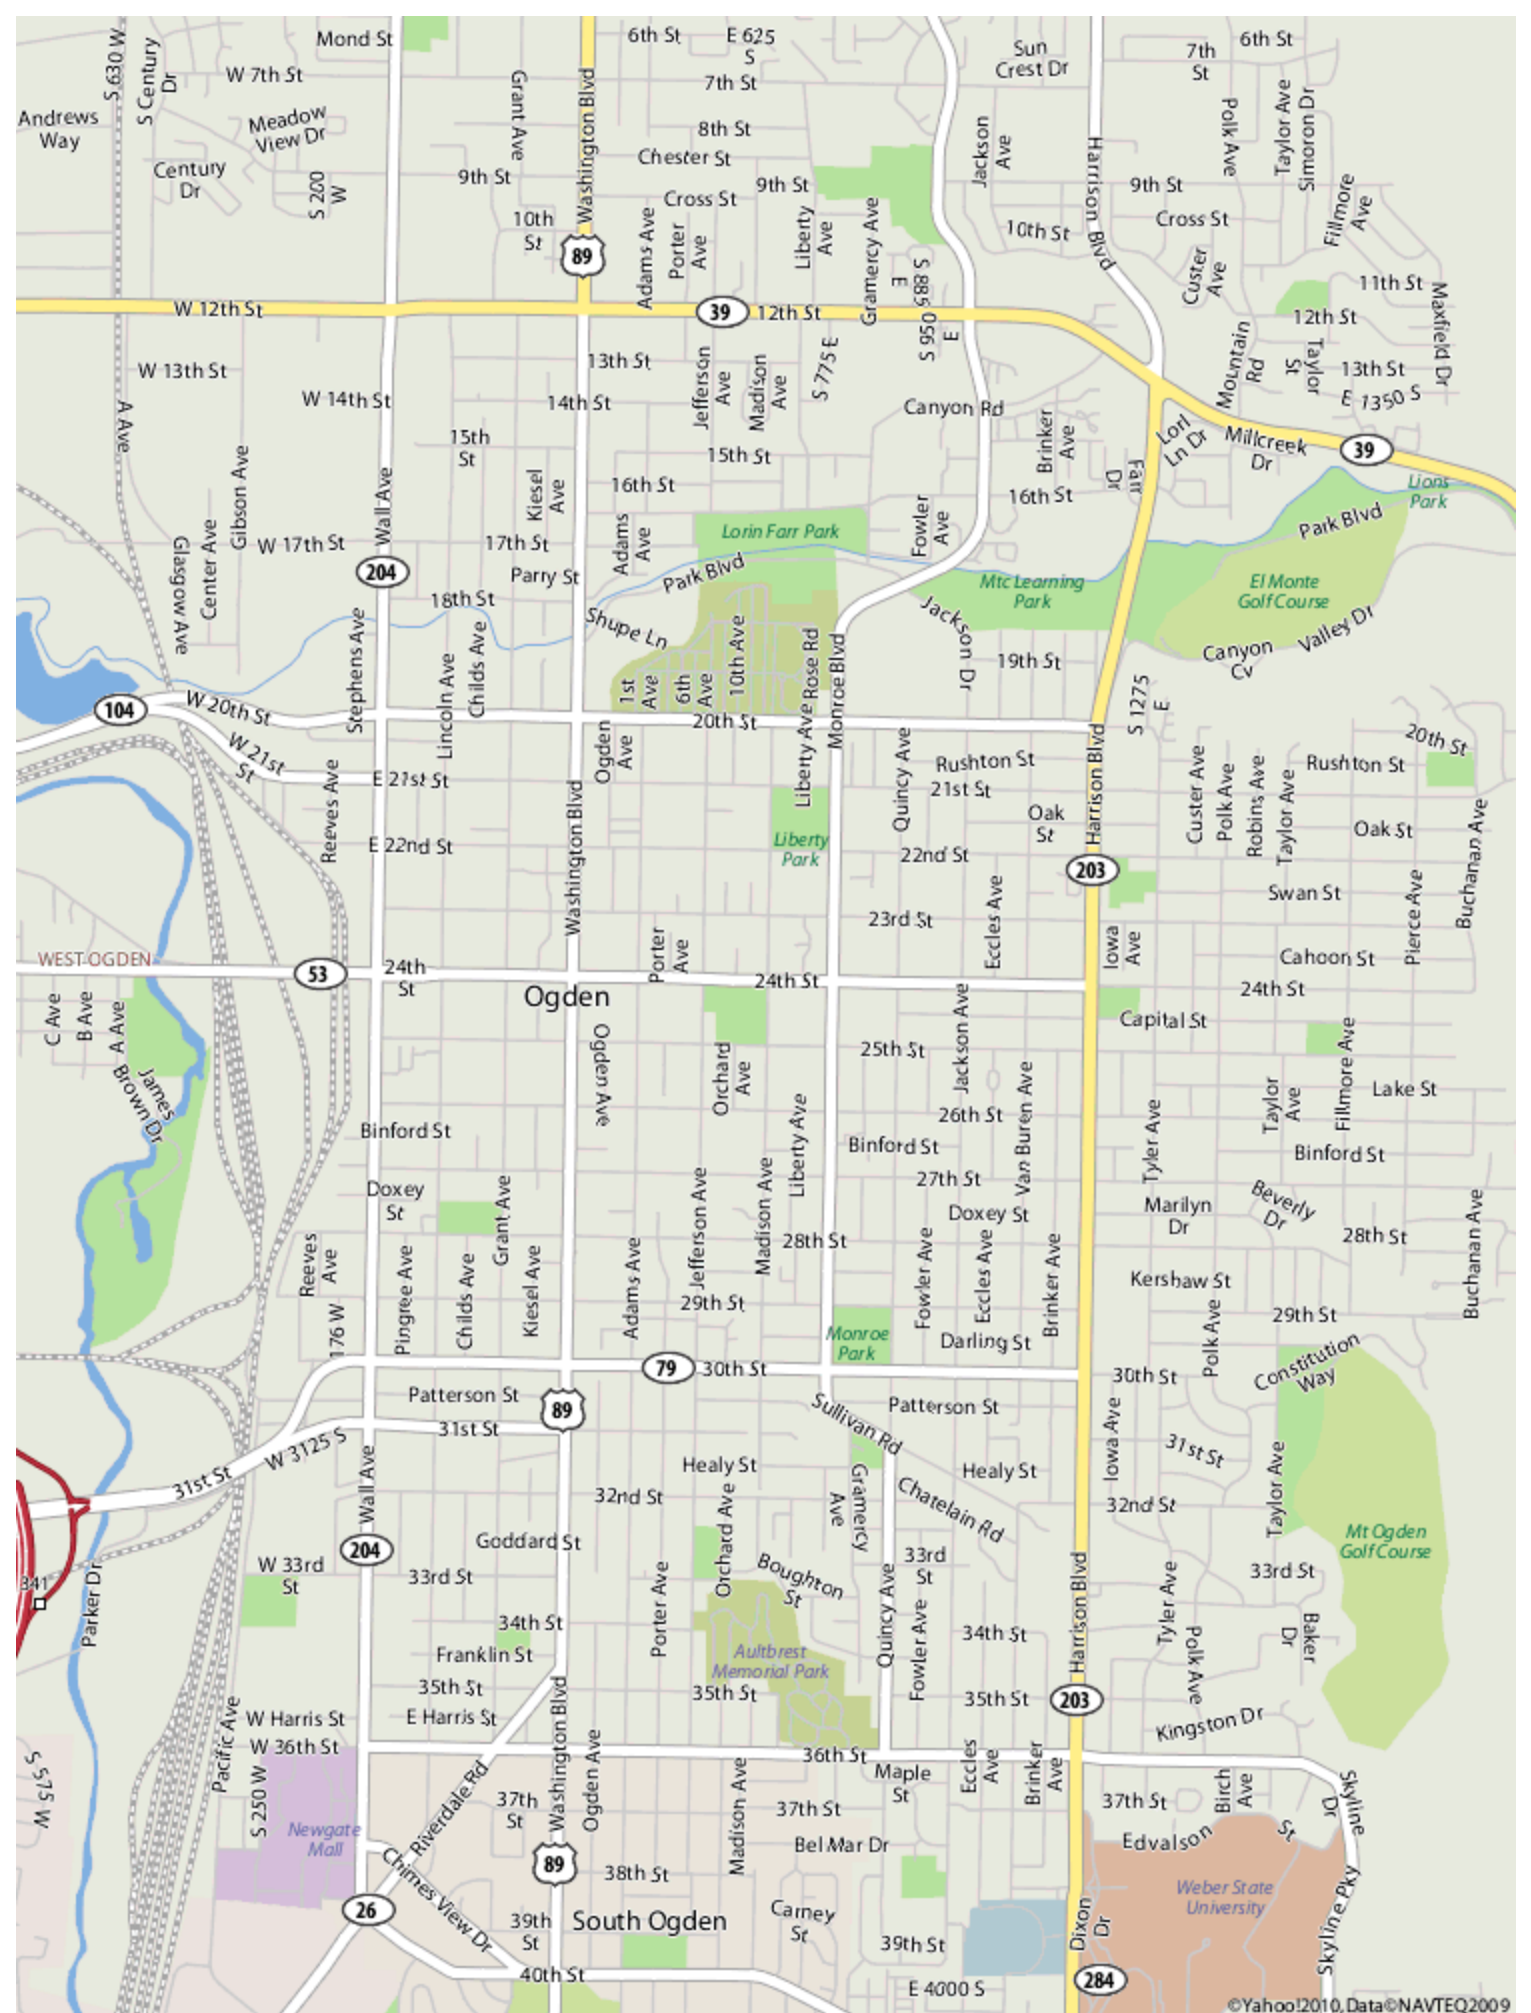 Mond St
6th St
E 625
S
Sun
Crest Dr
7th
St
6th St
S 630 W
S Century
Dr
W 7th St
Grant Ave
Washington Blvd
7th St
Andrews
Way
Meadow
View Dr
8th St
Jackson
Ave
Harrison Blvd
Polk Ave
Taylor Ave
Simoron Dr
Chester St
Century
Dr
S 200
W
9th St
9th St
9th St
Cross St
Cross St
Fillmore
Ave
10th
St
Adams Ave
Porter
Ave
Liberty
Ave
Gramercy Ave
10th St
89
S 885
E
Custer
Ave
11th St
Maxfield Dr
W 12th St
39
12th St
S 950
E
12th St
W 13th St
13th St
Jefferson
Ave
Madison
Ave
S 775 E
Mountain
Rd
Taylor
St
13th St
E 1350 S
W 14th St
14th St
Canyon Rd
A Ave
15th
St
15th St
Brinker
Ave
Farr
Dr
Lorl
Ln Dr
Millcreek
Dr
39
Gibson Ave
Wall Ave
Kiesel
Ave
16th St
16th St
Lions
Park
Glasgow Ave
Center Ave
W 17th St
17th St
Adams
Ave
Lorin Farr Park
Fowler
Ave
Park Blvd
204
Parry St
Park Blvd
Mtc Learning
Park
El Monte
Golf Course
18th St
Shupe Ln
Jackson Dr
Stephens Ave
Lincoln Ave
Childs Ave
10th Ave
Rose Rd
Monroe Blvd
19th St
Canyon
Cv
Valley Dr
1st
Ave
6th
Ave
S 1275
E
104
W 20th St
20th St
20th St
W 21st
St
Ogden
Ave
Liberty Ave
Quincy Ave
Rushton St
Harrison Blvd
Rushton St
E 21st St
21st St
Reeves Ave
Washington Blvd
Custer Ave
Polk Ave
Robins Ave
Taylor Ave
Buchanan Ave
Oak
St
Oak St
E 22nd St
Liberty
Park
22nd St
203
Swan St
23rd St
Eccles Ave
Iowa
Ave
Pierce Ave
WEST OGDEN
Porter
Ave
Cahoon St
53
24th
St
24th St
24th St
Ogden
C Ave
B Ave
A Ave
Ogden Ave
Jackson Ave
Capital St
25th St
Fillmore Ave
James
Brown Dr
Orchard
Ave
Van Buren Ave
Lake St
Taylor
Ave
Binford St
Liberty Ave
26th St
Tyler Ave
Binford St
Binford St
27th St
Doxey
St
Grant Ave
Jefferson Ave
Madison Ave
Doxey St
Marilyn
Dr
Beverly
Dr
Buchanan Ave
28th St
28th St
Reeves
Ave
Pingree Ave
Childs Ave
Kiesel Ave
Adams Ave
Fowler Ave
Eccles Ave
Brinker Ave
Kershaw St
29th St
29th St
176 W
Monroe
Park
Darling St
Polk Ave
Constitution
Way
79
30th St
30th St
Patterson St
89
Sullivan Rd
Patterson St
31st St
Iowa Ave
W 3125 S
31st St
31st St
Healy St
Healy St
Taylor Ave
Wall Ave
32nd St
Orchard Ave
Gramercy
Ave
Chatelain Rd
32nd St
204
Goddard St
Mt Ogden
Golf Course
W 33rd
St
33rd St
Boughton
St
33rd
St
33rd St
341
Parker Dr
Porter Ave
Quincy Ave
Fowler Ave
Harrison Blvd
Tyler Ave
Polk Ave
Baker
Dr
34th St
34th St
Franklin St
Aultbrest
Memorial Park
35th St
35th St
35th St
203
W Harris St
E Harris St
Kingston Dr
Pacific Ave
W 36th St
Washington Blvd
Ogden Ave
36th St
S 575 W
S 250 W
Riverdale Rd
Maple
St
Eccles
Ave
Brinker
Ave
Birch
Ave
Skyline
Dr
37th
St
Madison Ave
37th St
37th St
Newgate
Mall
Bel Mar Dr
Edvalson
St
Chimes View Dr
89
38th St
Weber State
University
26
39th
St
South Ogden
Carney
St
39th St
Dixon
Dr
Skyline Pky
40th St
E 4000 S
284
©Yahoo!2010,Data©NAVTEQ2009